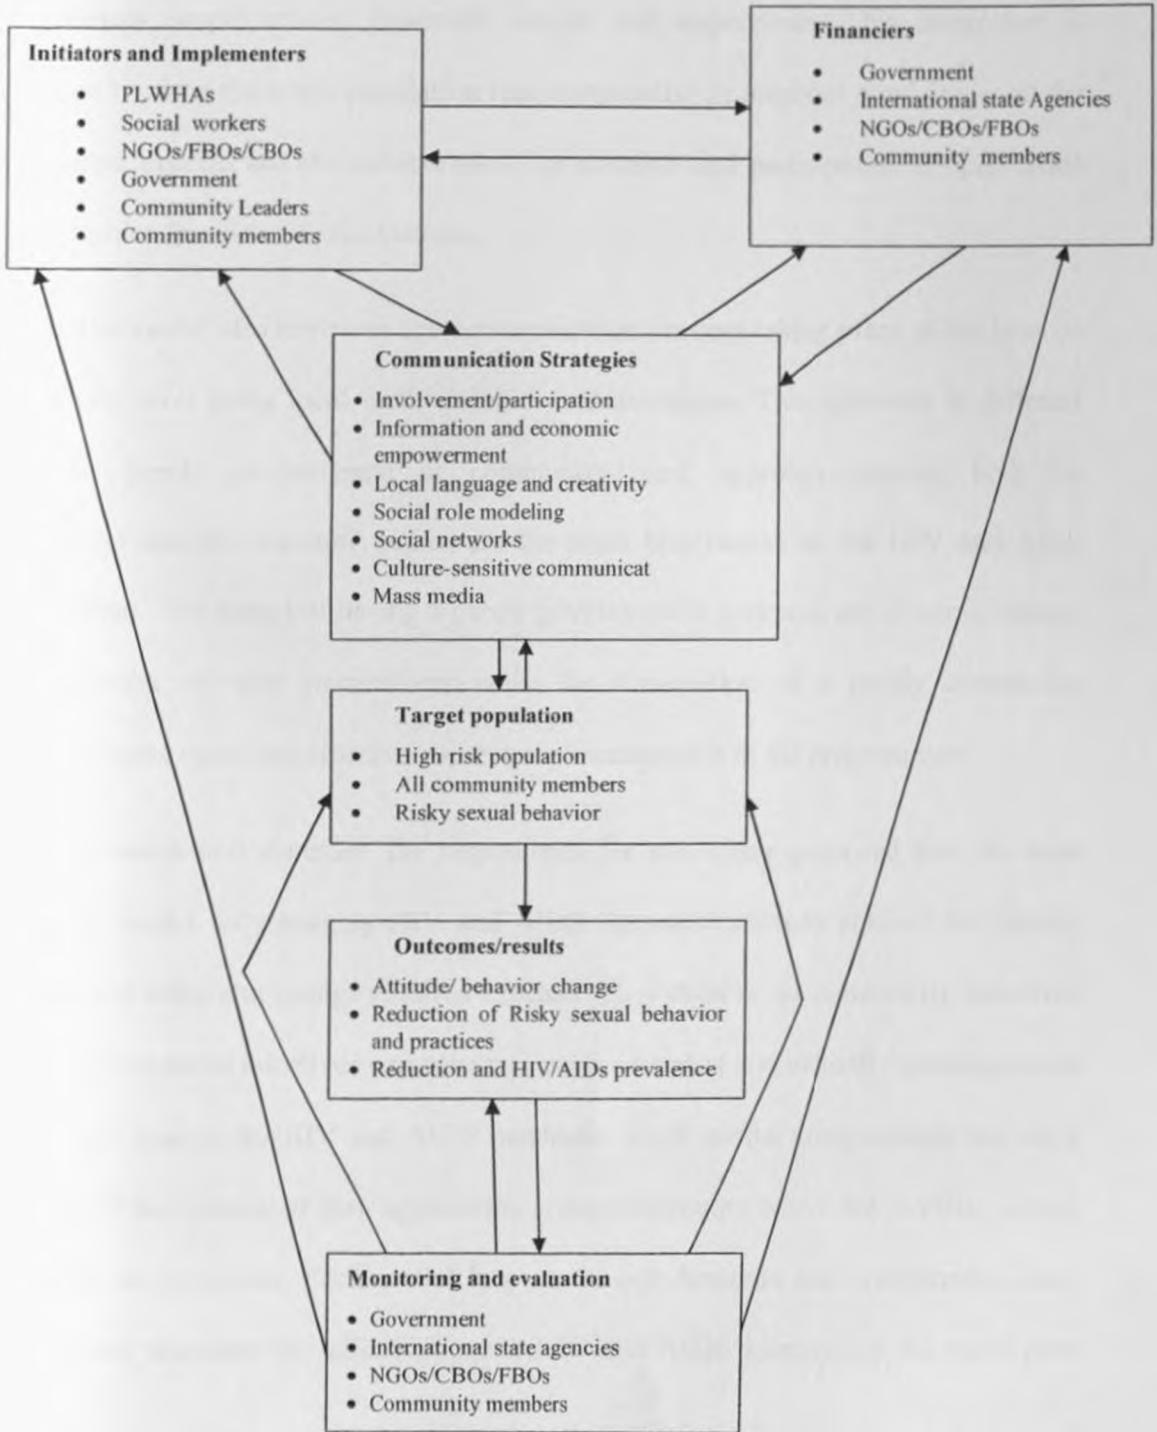 Initiators and Implementers
• PLWHAs
• Social workers
• NGOs/FBOs/CBOs
• Government
• Community Leaders
• Community members
Financiers
• Government
• International state Agencies
• NGOs/CBOs/FBOs
• Community members
Communication Strategies
• Involvement/participation
• Information and economic
empowerment
• Local language and creativity
• Social role modeling
• Social networks
• Culture-sensitive communicat
• Mass media
Target population
• High risk population
• All community members
• Risky sexual behavior
Outcomes/results
• Attitude/ behavior change
• Reduction of Risky sexual behavior
and practices
• Reduction and HIV/AIDs prevalence
Monitoring and evaluation
• Government
• International state agencies
• NGOs/CBOs/FBOs
• Community members